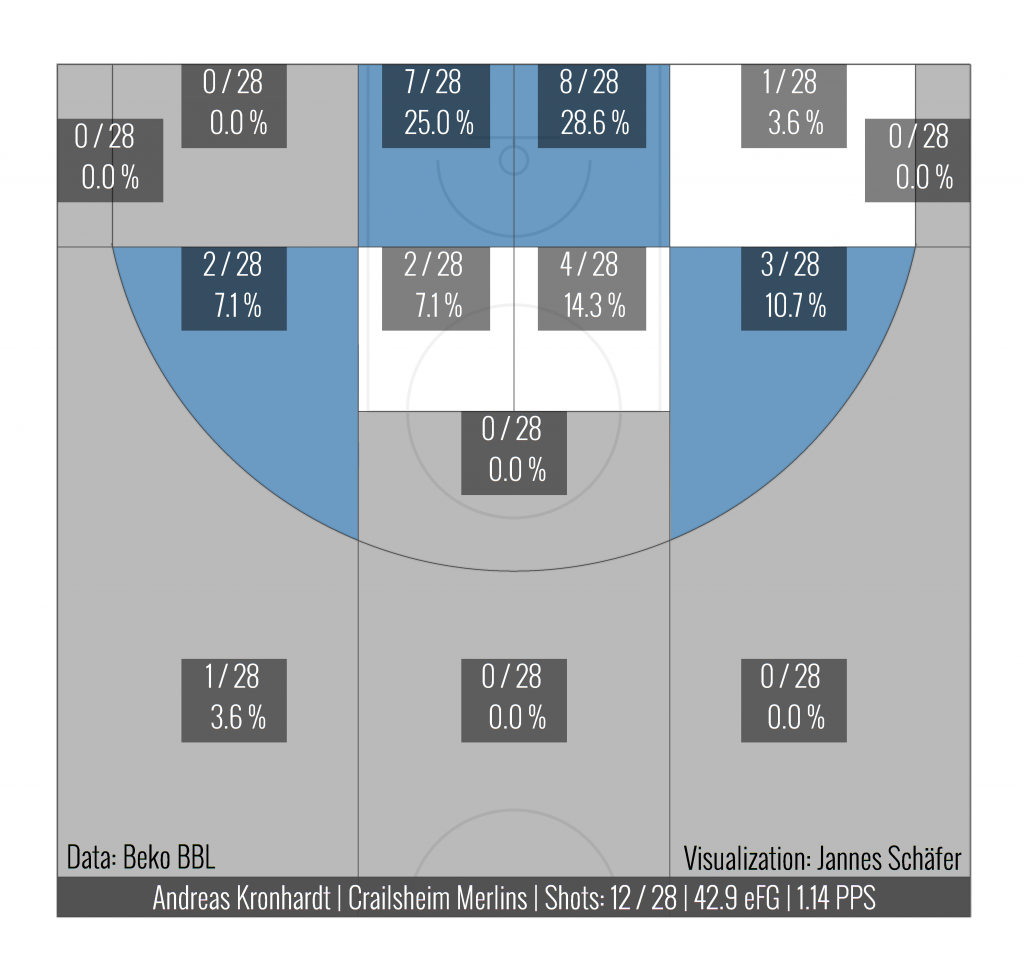 0 / 28
0.0 %
7 / 28
25.0 %
8 / 28
28.6 %
1 / 28
3.6 %
0 / 28
0.0 %
0 / 28
0.0 %
2 / 28
7.1 %
2 / 28
7.1 %
4 / 28
14.3 %
3 / 28
10.7 %
0 / 28
0.0 %
1 / 28
3.6 %
0 / 28
0.0 %
0 / 28
0.0 %
Data: Beko BBL
Visualization: Jannes Schäfer
Andreas Kronhardt | Crailsheim Merlins | Shots: 12 / 28 | 42.9 eFG | 1.14 PPS